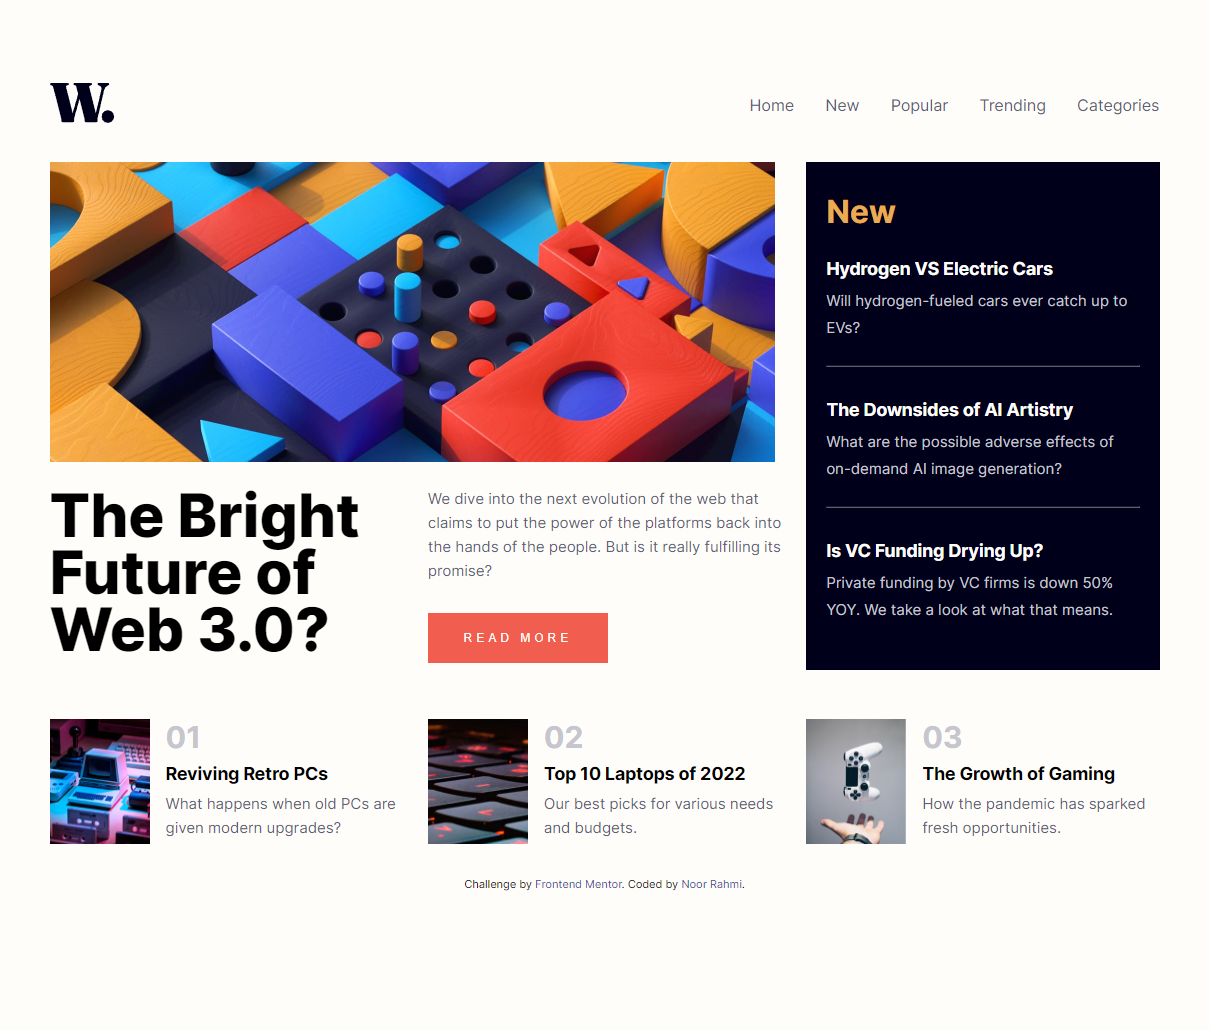 W.
Home New Popular Trending Categories
New
Hydrogen VS Electric Cars
Will hydrogen-fueled cars ever catch up to
EVs?
The Downsides of AI Artistry
What are the possible adverse effects of
on-demand AI image generation?
Is VC Funding Drying Up?
Private funding by VC firms is down 50%
YOY. We take a look at what that means.
The Bright
Future of
Web 3.0?
We dive into the next evolution of the web that
claims to put the power of the platforms back into
the hands of the people. But is it really fulfilling its
promise?
READ MORE
01
Reviving Retro PCs
What happens when old PCs are
given modern upgrades?
02
Top 10 Laptops of 2022
Our best picks for various needs
and budgets.
03
The Growth of Gaming
How the pandemic has sparked
fresh opportunities.
Challenge by Frontend Mentor. Coded by Noor Rahmi.